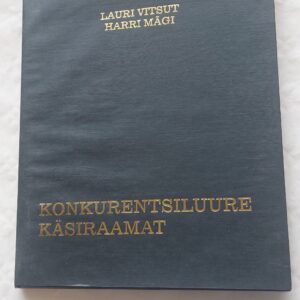 LAURI VITSUT
HARRI MÄGI
KONKURENTSILUURE
KÄSIRAAMAT